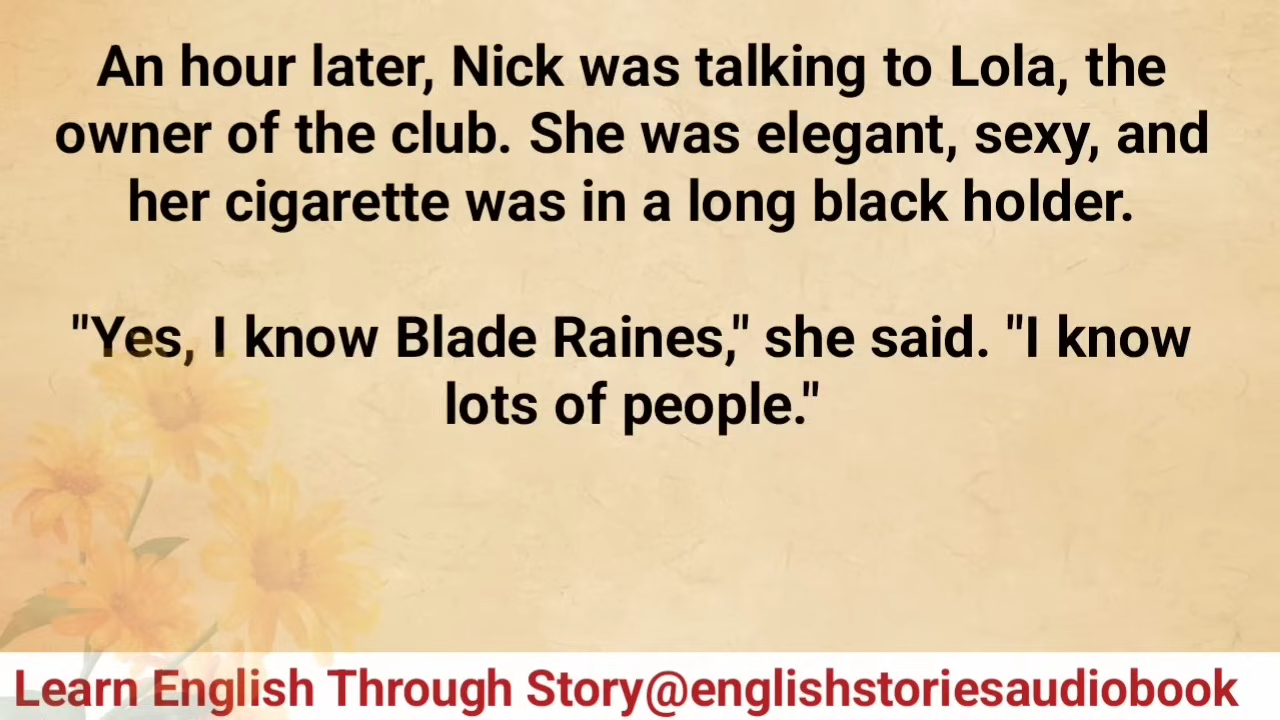 An hour later, Nick was talking to Lola, the
owner of the club. She was elegant, sexy, and
her cigarette was in a long black holder.
"Yes, I know Blade Raines," she said. "I know
lots of people."
Learn English Through Story@englishstoriesaudiobook